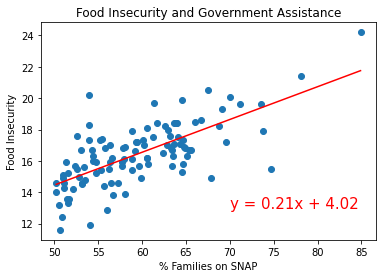 Food Insecurity and Government Assistance
Food Insecurity
24
22
20
18
16
14
12
y = 0.21x + 4.02
50 55 60 65 70 75 80 85
% Families on SNAP